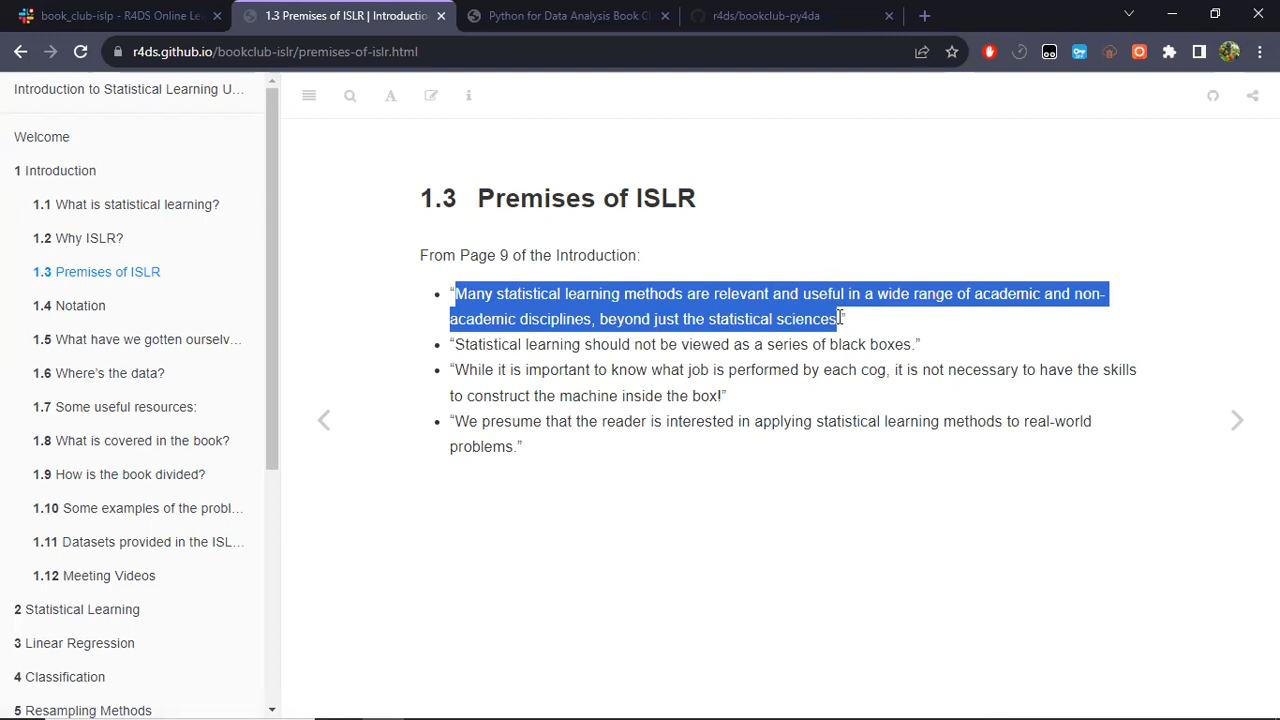 book_club-islp - R4DS Online Le
1.3 Premises of ISLR | Introductio
Python for Data Analysis Book Cl
r4ds/bookclub-py4da
r4ds.github.io/bookclub-islr/premises-of-islr.html
Introduction to Statistical Learning U...
Welcome
1 Introduction
1.1 What is statistical learning?
1.2 Why ISLR?
1.3 Premises of ISLR
1.4 Notation
1.5 What have we gotten ourselv...
1.6 Where's the data?
1.7 Some useful resources:
1.8 What is covered in the book?
1.9 How is the book divided?
1.10 Some examples of the probl...
1.11 Datasets provided in the ISL...
1.12 Meeting Videos
2 Statistical Learning
3 Linear Regression
4 Classification
5 Resampling Methods
1.3 Premises of ISLR
From Page 9 of the Introduction:
• “Many statistical learning methods are relevant and useful in a wide range of academic and non-
academic disciplines, beyond just the statistical sciences.”
• “Statistical learning should not be viewed as a series of black boxes.”
• “While it is important to know what job is performed by each cog, it is not necessary to have the skills
to construct the machine inside the box!”
• “We presume that the reader is interested in applying statistical learning methods to real-world
problems.”